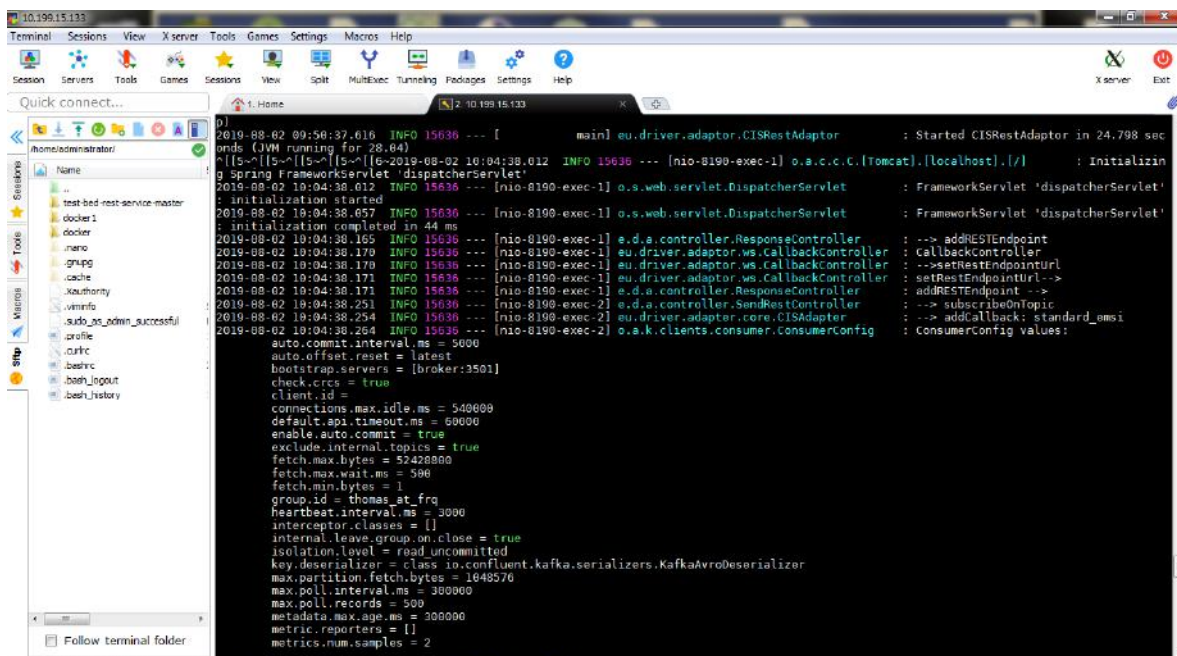 10.199.15.133
Terminal Sessions View X server Tools Games Settings Macros Help
Session Servers Tools Games Sessions View Split MultiExec Tunneling Packages Settings Help X server Exit
Quick connect...
1. Home
2. 10.199.15.133
/home/administrator/
Name
..
test-bed-rest-service-master
docker1
docker
.nano
.gnupg
.cache
.Xauthority
.viminfo
.sudo_as_admin_successful
.profile
.curlrc
.bashrc
.bash_logout
.bash_history
Sessions
Tools
Macros
Sftp
Follow terminal folder
p]
2019-08-02 09:50:37.616 INFO 15636 --- [ main] eu.driver.adaptor.CISRestAdaptor : Started CISRestAdaptor in 24.798 sec
onds (JVM running for 28.04)
^[[5~^[[5~^[[5~^[[6~2019-08-02 10:04:38.012 INFO 15636 --- [nio-8190-exec-1] o.a.c.c.C.[Tomcat].[localhost].[/] : Initializin
g Spring FrameworkServlet 'dispatcherServlet'
2019-08-02 10:04:38.012 INFO 15636 --- [nio-8190-exec-1] o.s.web.servlet.DispatcherServlet : FrameworkServlet 'dispatcherServlet'
: initialization started
2019-08-02 10:04:38.057 INFO 15636 --- [nio-8190-exec-1] o.s.web.servlet.DispatcherServlet : FrameworkServlet 'dispatcherServlet'
: initialization completed in 44 ms
2019-08-02 10:04:38.165 INFO 15636 --- [nio-8190-exec-1] e.d.a.controller.ResponseController : --> addRESTEndpoint
2019-08-02 10:04:38.170 INFO 15636 --- [nio-8190-exec-1] eu.driver.adaptor.ws.CallbackController : CallbackController
2019-08-02 10:04:38.170 INFO 15636 --- [nio-8190-exec-1] eu.driver.adaptor.ws.CallbackController : -->setRestEndpointUrl
2019-08-02 10:04:38.171 INFO 15636 --- [nio-8190-exec-1] eu.driver.adaptor.ws.CallbackController : setRestEndpointUrl-->
2019-08-02 10:04:38.171 INFO 15636 --- [nio-8190-exec-1] e.d.a.controller.ResponseController : addRESTEndpoint -->
2019-08-02 10:04:38.251 INFO 15636 --- [nio-8190-exec-2] e.d.a.controller.SendRestController : --> subscribeOnTopic
2019-08-02 10:04:38.254 INFO 15636 --- [nio-8190-exec-2] eu.driver.adapter.core.CISAdapter : --> addCallback: standard_emsi
2019-08-02 10:04:38.264 INFO 15636 --- [nio-8190-exec-2] o.a.k.clients.consumer.ConsumerConfig : ConsumerConfig values:
auto.commit.interval.ms = 5000
auto.offset.reset = latest
bootstrap.servers = [broker:3501]
check.crcs = true
client.id =
connections.max.idle.ms = 540000
default.api.timeout.ms = 60000
enable.auto.commit = true
exclude.internal.topics = true
fetch.max.bytes = 52428800
fetch.max.wait.ms = 500
fetch.min.bytes = 1
group.id = thomas_at_frq
heartbeat.interval.ms = 3000
interceptor.classes = []
internal.leave.group.on.close = true
isolation.level = read_uncommitted
key.deserializer = class io.confluent.kafka.serializers.KafkaAvroDeserializer
max.partition.fetch.bytes = 1048576
max.poll.interval.ms = 300000
max.poll.records = 500
metadata.max.age.ms = 300000
metric.reporters = []
metrics.num.samples = 2